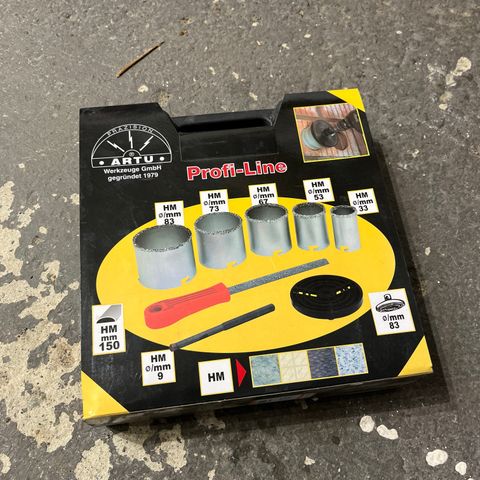 PRÄZISION
ARTU
®
Werkzeuge GmbH
gegründet 1979
Profi-Line
HM
ø/mm
83
HM
ø/mm
73
HM
ø/mm
67
HM
ø/mm
53
HM
ø/mm
33
HM
mm
150
HM
ø/mm
9
HM
ø/mm
83